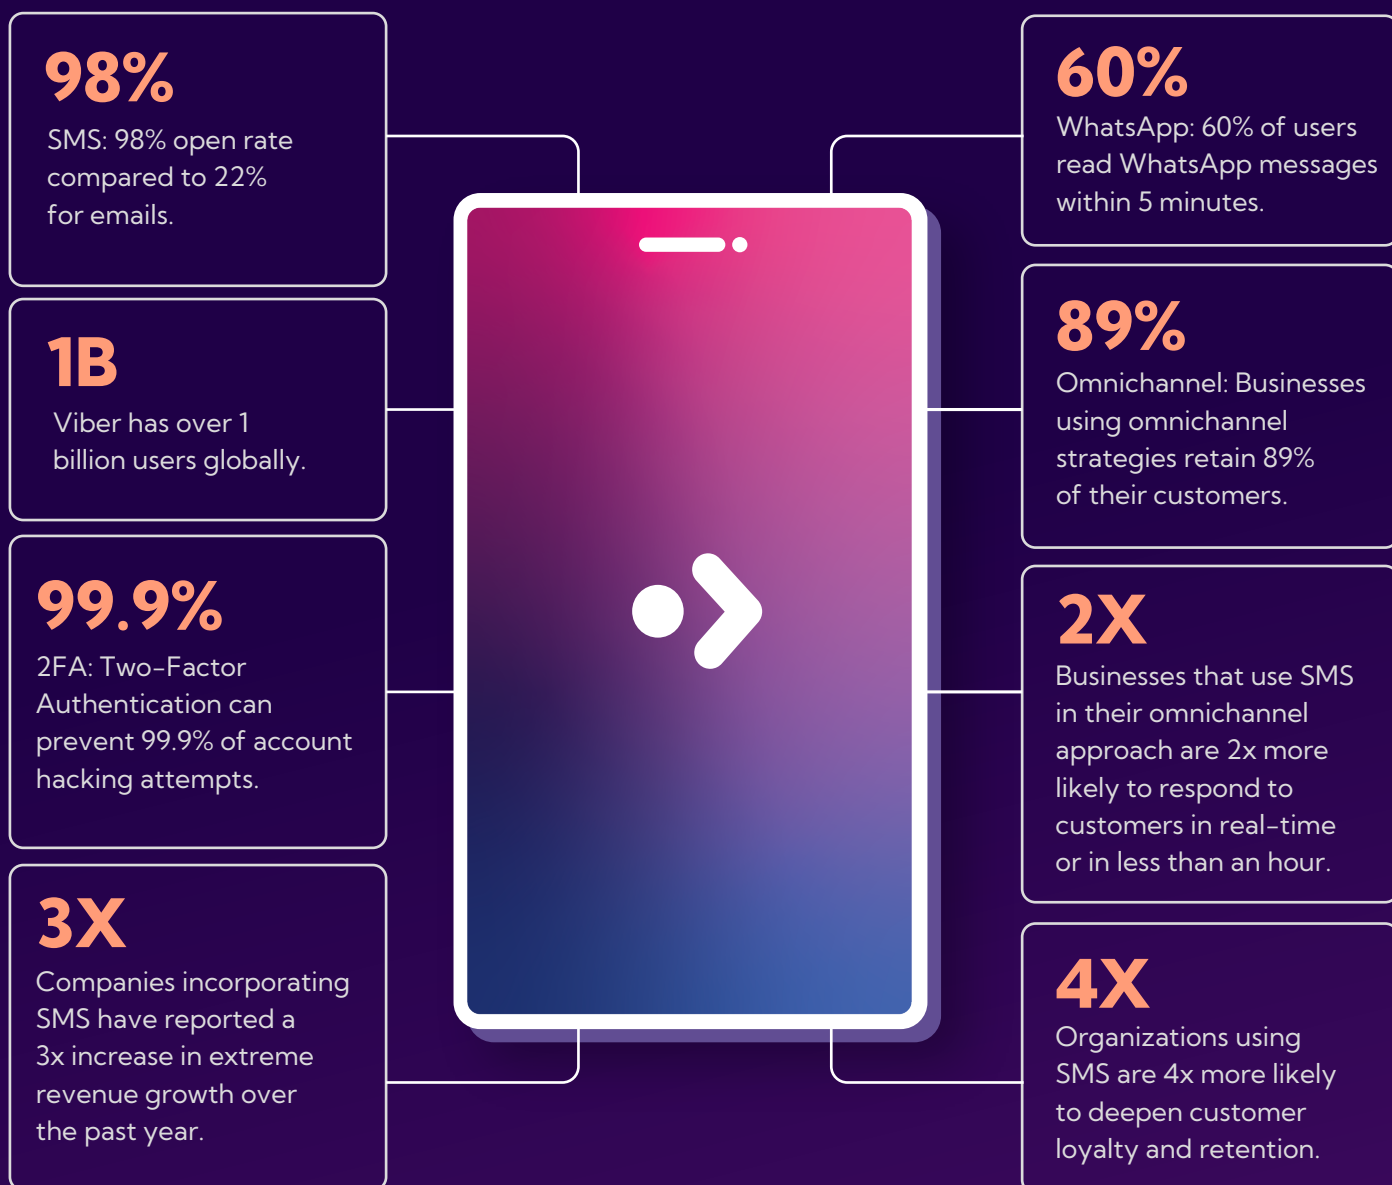 98%
SMS: 98% open rate
compared to 22%
for emails.
1B
Viber has over 1
billion users globally.
99.9%
2FA: Two-Factor
Authentication can
prevent 99.9% of account
hacking attempts.
3X
Companies incorporating
SMS have reported a
3x increase in extreme
revenue growth over
the past year.
60%
WhatsApp: 60% of users
read WhatsApp messages
within 5 minutes.
89%
Omnichannel: Businesses
using omnichannel
strategies retain 89%
of their customers.
2X
Businesses that use SMS
in their omnichannel
approach are 2x more
likely to respond to
customers in real-time
or in less than an hour.
4X
Organizations using
SMS are 4x more likely
to deepen customer
loyalty and retention.